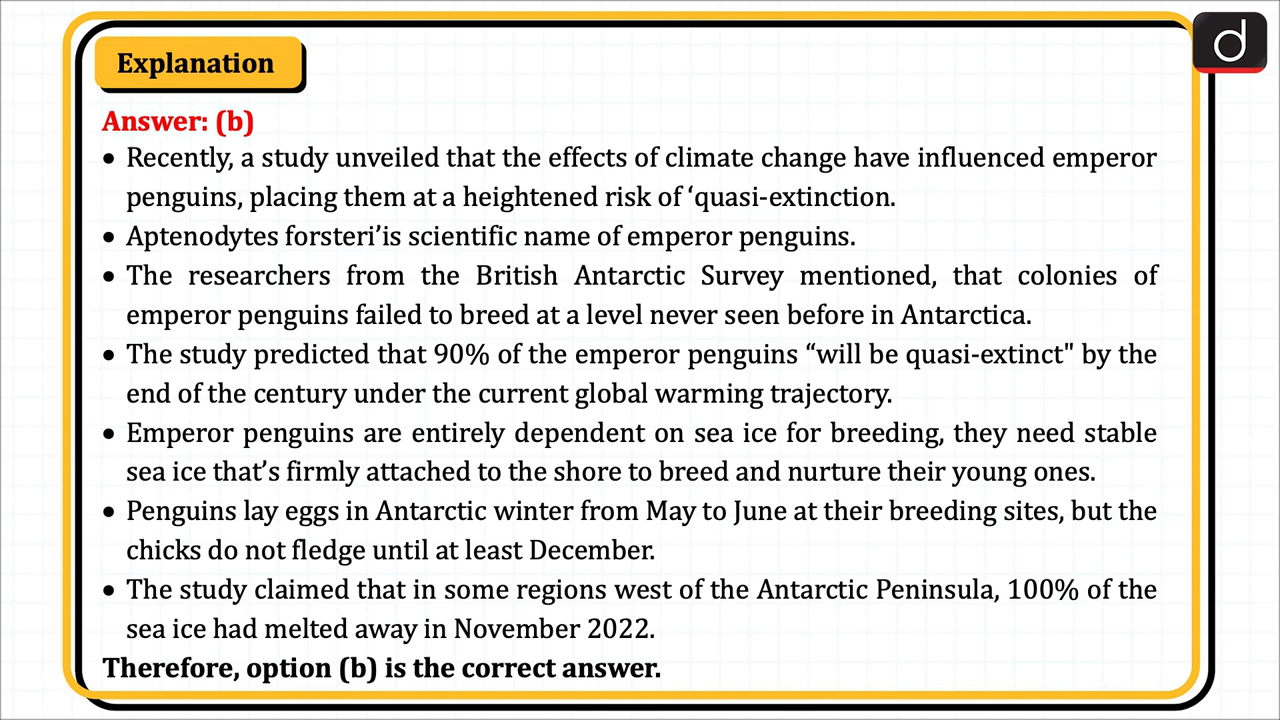 d
Explanation
Answer: (b)
• Recently, a study unveiled that the effects of climate change have influenced emperor
penguins, placing them at a heightened risk of ‘quasi-extinction.
• Aptenodytes forsteri’is scientific name of emperor penguins.
• The researchers from the British Antarctic Survey mentioned, that colonies of
emperor penguins failed to breed at a level never seen before in Antarctica.
• The study predicted that 90% of the emperor penguins “will be quasi-extinct" by the
end of the century under the current global warming trajectory.
• Emperor penguins are entirely dependent on sea ice for breeding, they need stable
sea ice that’s firmly attached to the shore to breed and nurture their young ones.
• Penguins lay eggs in Antarctic winter from May to June at their breeding sites, but the
chicks do not fledge until at least December.
• The study claimed that in some regions west of the Antarctic Peninsula, 100% of the
sea ice had melted away in November 2022.
Therefore, option (b) is the correct answer.